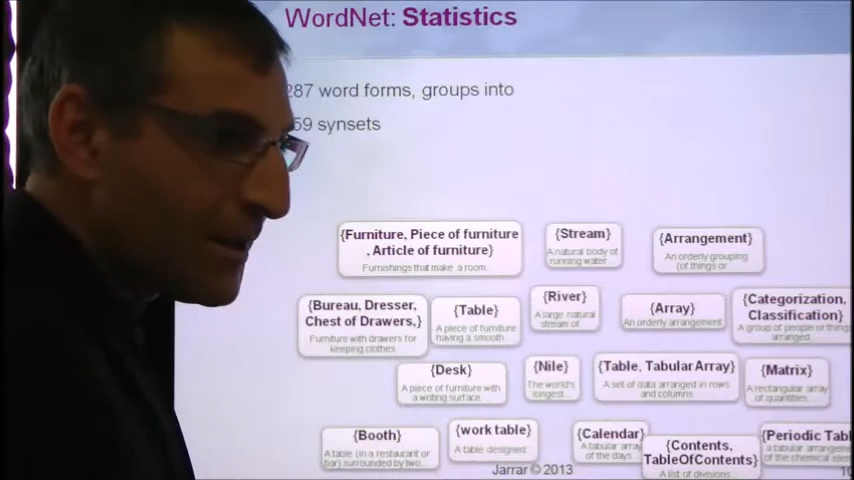 WordNet: Statistics
287 word forms, groups into
59 synsets
{Furniture, Piece of furniture
, Article of furniture}
Furnishings that make a room
{Stream}
A natural body of
running water
{Arrangement}
An orderly grouping
(of things or
{Bureau, Dresser,
Chest of Drawers,}
Furniture with drawers for
keeping clothes
{Table}
A piece of furniture
having a smooth
{River}
A large natural
stream of
{Array}
An orderly arrangement
{Categorization,
Classification}
A group of people or things
arranged
{Desk}
A piece of furniture with
a writing surface
{Nile}
The world's
longest...
{Table, TabularArray}
A set of data arranged in rows
and columns
{Matrix}
A rectangular array
of quantities
{Booth}
A table (in a restaurant or
bar) surrounded by two...
{work table}
A table designed
{Calendar}
A tabular array
of the days
{Contents,
TableOfContents}
A list of divisions
{Periodic Tab
a tabular arrangeme
of the chemical elem
Jarrar © 2013
10